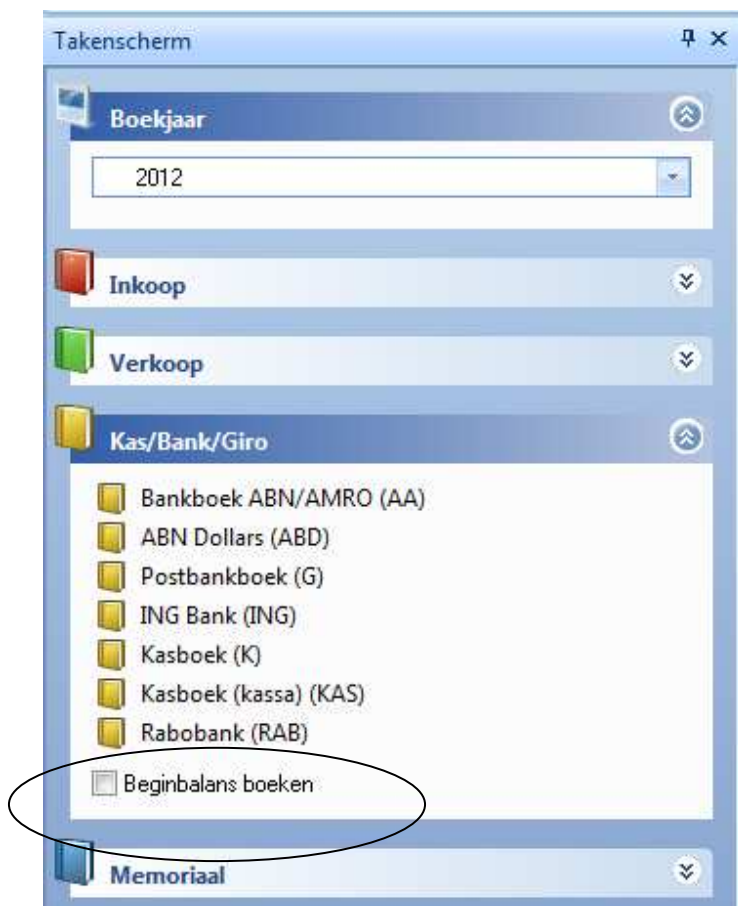 Takenscherm
Boekjaar
2012
Inkoop
Verkoop
Kas/Bank/Giro
Bankboek ABN/AMRO (AA)
ABN Dollars (ABD)
Postbankboek (G)
ING Bank (ING)
Kasboek (K)
Kasboek (kassa) (KAS)
Rabobank (RAB)
Beginbalans boeken
Memoriaal